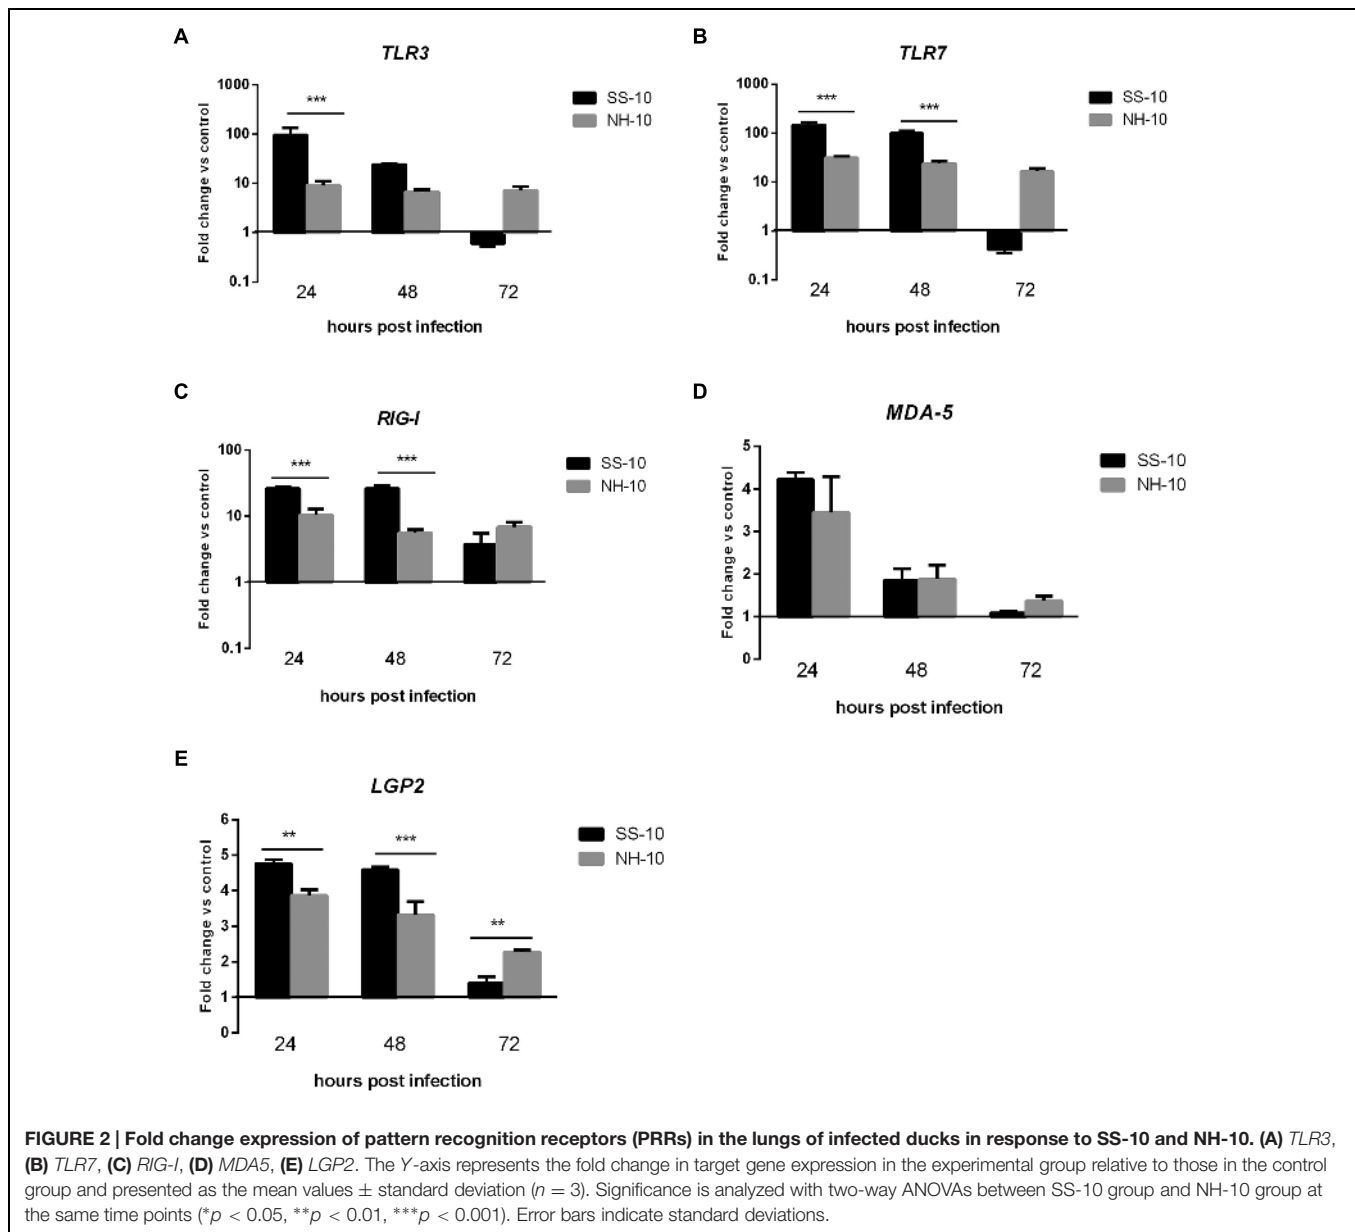 A
TLR3
1000
100
10
1
0.1
Fold change vs control
***
24 48 72
hours post infection
SS-10
NH-10
B
TLR7
1000
100
10
1
0.1
Fold change vs control
***
***
24 48 72
hours post infection
SS-10
NH-10
C
RIG-I
100
10
1
0.1
Fold change vs control
***
***
24 48 72
hours post infection
SS-10
NH-10
D
MDA-5
5
4
3
2
1
0
Fold change vs control
24 48 72
hours post infection
SS-10
NH-10
E
LGP2
6
5
4
3
2
1
0
Fold change vs control
**
***
**
24 48 72
hours post infection
SS-10
NH-10
FIGURE 2 | Fold change expression of pattern recognition receptors (PRRs) in the lungs of infected ducks in response to SS-10 and NH-10. (A) TLR3,
(B) TLR7, (C) RIG-I, (D) MDA5, (E) LGP2. The Y-axis represents the fold change in target gene expression in the experimental group relative to those in the control
group and presented as the mean values ± standard deviation (n = 3). Significance is analyzed with two-way ANOVAs between SS-10 group and NH-10 group at
the same time points (*p < 0.05, **p < 0.01, ***p < 0.001). Error bars indicate standard deviations.